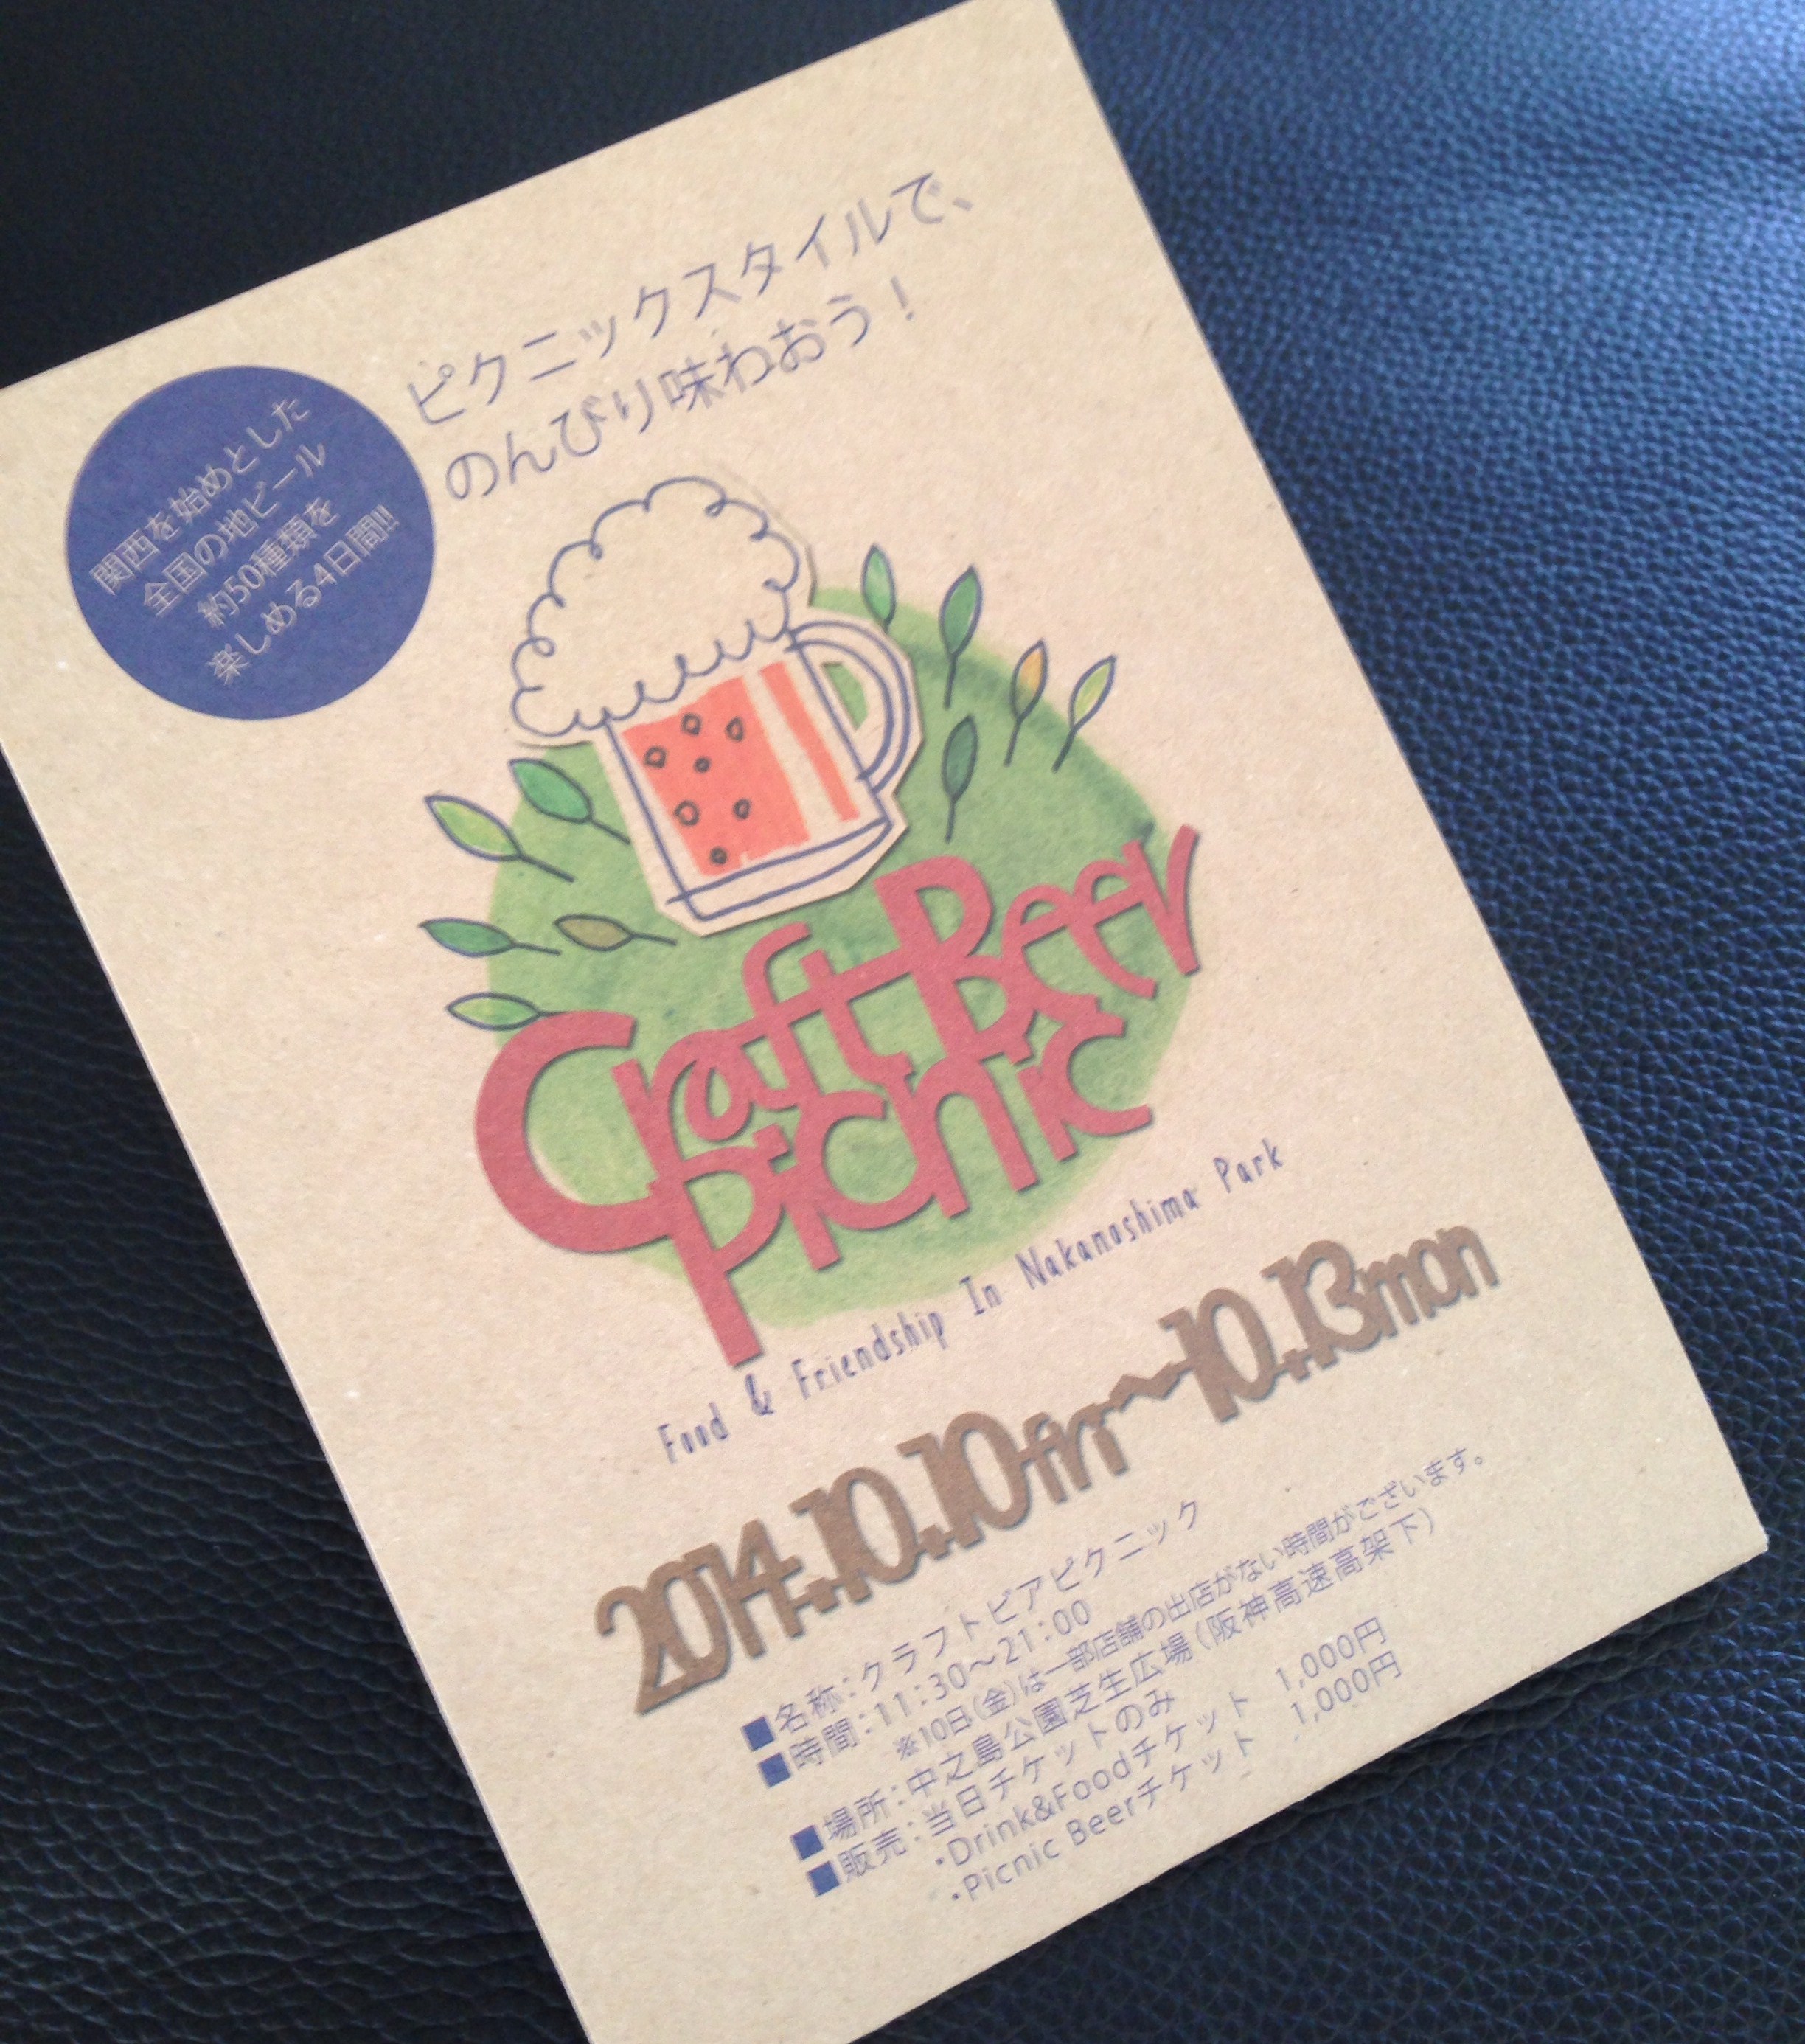 ピクニックスタイルで、
のんびり味わおう！
関西を始めとした
全国の地ビール
約50種類を
楽しめる4日間!!
Craft Beer
Picnic
Food & Friendship In Nakanoshima Park
2014.10.10fri〜10.13mon
■名称：クラフトビアピクニック
■時間：11:30〜21:00
※10日(金)は一部店舗の出店がない時間がございます。
■場所：中之島公園芝生広場（阪神高速高架下）
■販売：当日チケットのみ
・Drink&Foodチケット 1,000円
・Picnic Beerチケット 1,000円